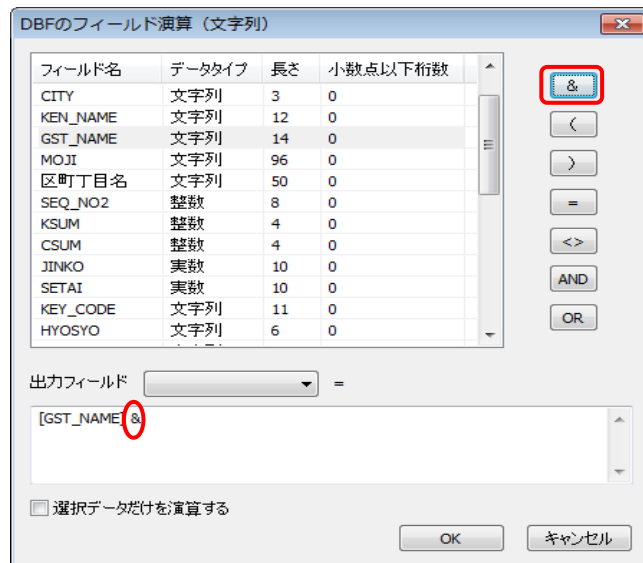 DBFのフィールド演算（文字列）
フィールド名 データタイプ 長さ 小数点以下桁数
CITY 文字列 3 0
KEN_NAME 文字列 12 0
GST_NAME 文字列 14 0
MOJI 文字列 96 0
区町丁目名 文字列 50 0
SEQ_NO2 整数 8 0
KSUM 整数 4 0
CSUM 整数 4 0
JINKO 実数 10 0
SETAI 実数 10 0
KEY_CODE 文字列 11 0
HYOSYO 文字列 6 0
&
(
)
=
<>
AND
OR
出力フィールド =
[GST_NAME] &
選択データだけを演算する
OK キャンセル